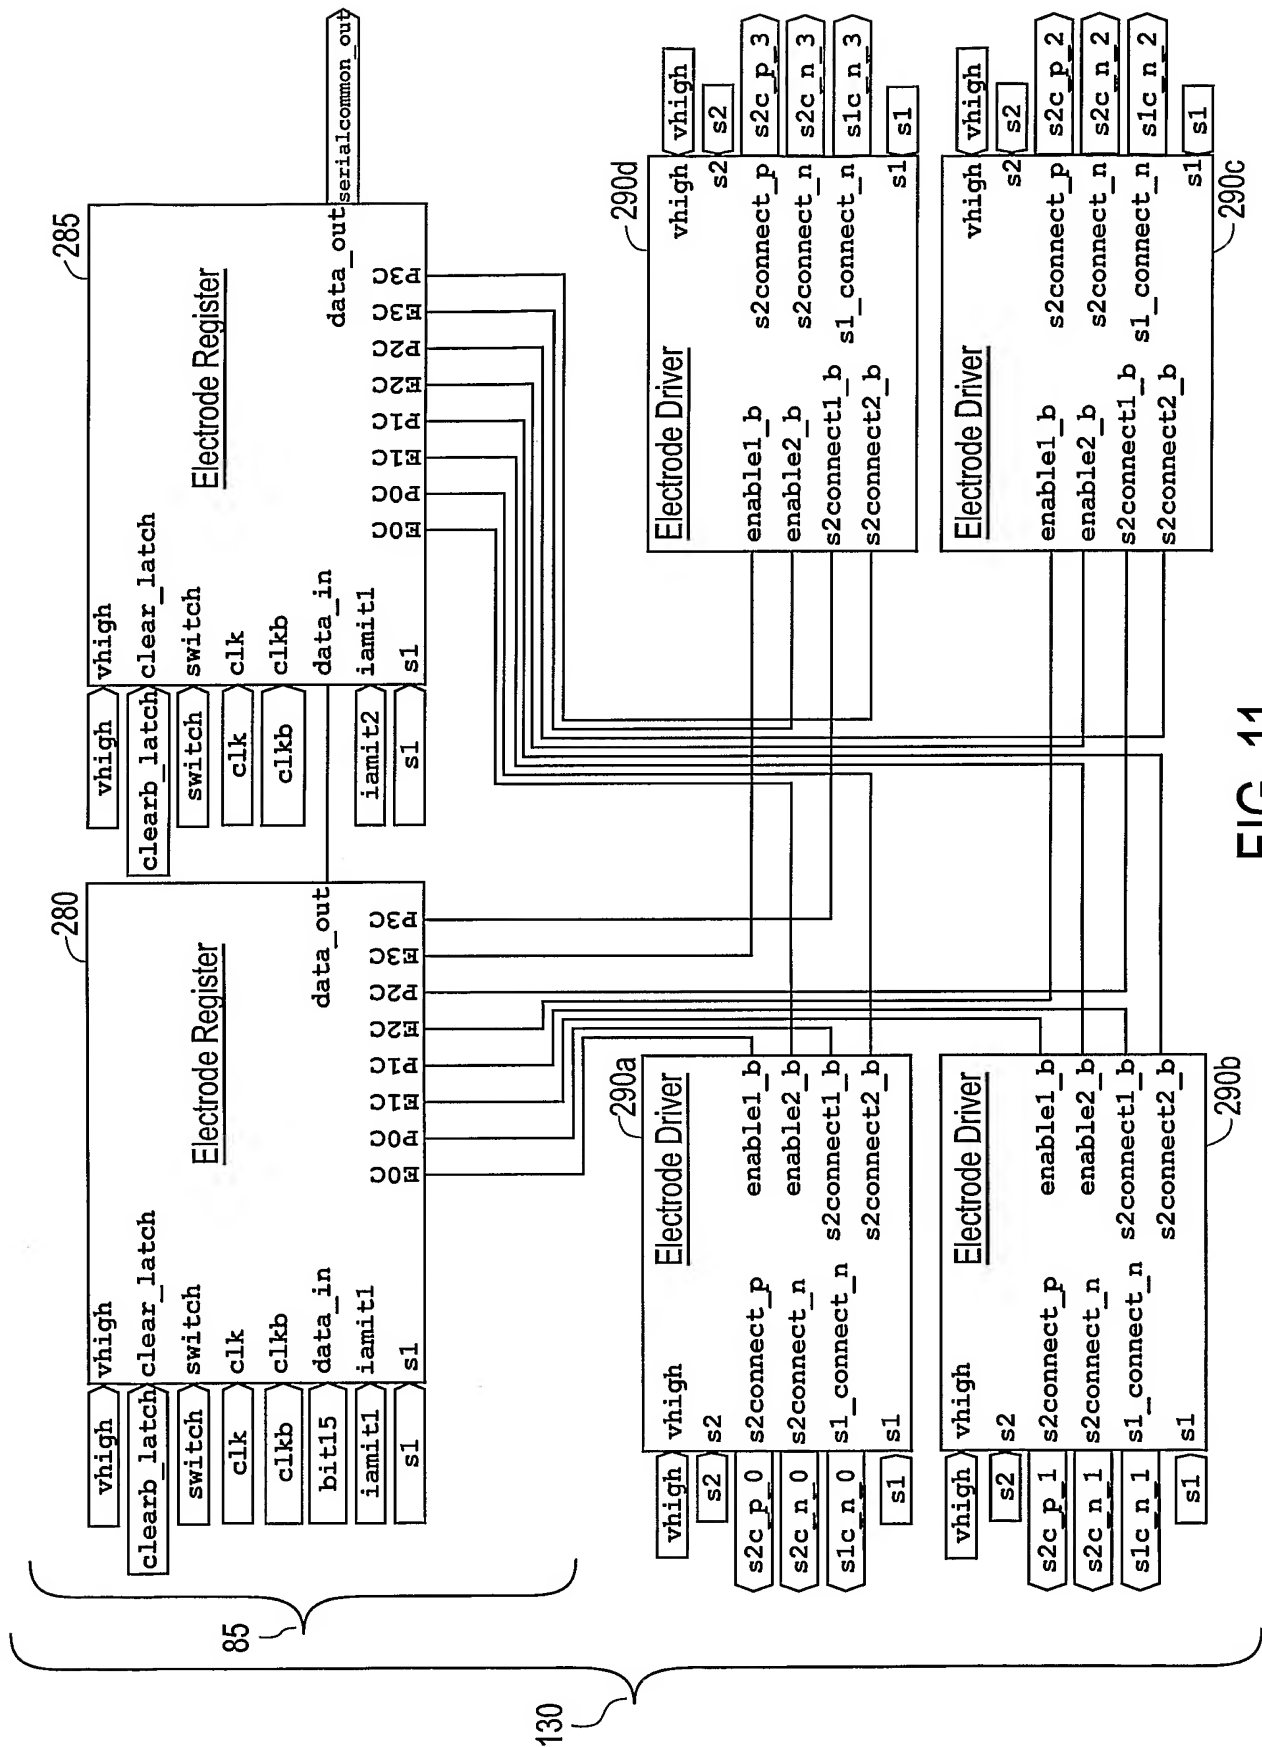 130
85
280
Electrode Register
vhigh
vhigh
clearb_latch
clear_latch
switch
switch
clk
clk
clkb
clkb
bit15
data_in
iamit1
iamit1
s1
s1
data_out
E0C
P0C
E1C
P1C
E2C
P2C
E3C
P3C
285
Electrode Register
vhigh
vhigh
clearb_latch
clear_latch
switch
switch
clk
clk
clkb
clkb
data_in
iamit2
iamit1
s1
s1
data_out
serialcommon_out
E0C
P0C
E1C
P1C
E2C
P2C
E3C
P3C
290a
Electrode Driver
vhigh
vhigh
s2
s2
s2c_p_0
s2connect_p
enable1_b
s2c_n_0
s2connect_n
enable2_b
s1c_n_0
s1_connect_n
s2connect1_b
s2connect2_b
s1
s1
290d
Electrode Driver
vhigh
vhigh
s2
s2
enable1_b
s2connect_p
s2c_p_3
enable2_b
s2connect_n
s2c_n_3
s2connect1_b
s1_connect_n
s1c_n_3
s2connect2_b
s1
s1
290b
Electrode Driver
vhigh
vhigh
s2
s2
s2c_p_1
s2connect_p
enable1_b
s2c_n_1
s2connect_n
enable2_b
s1c_n_1
s1_connect_n
s2connect1_b
s2connect2_b
s1
s1
290c
Electrode Driver
vhigh
vhigh
s2
s2
enable1_b
s2connect_p
s2c_p_2
enable2_b
s2connect_n
s2c_n_2
s2connect1_b
s1_connect_n
s1c_n_2
s2connect2_b
s1
s1
FIG. 11